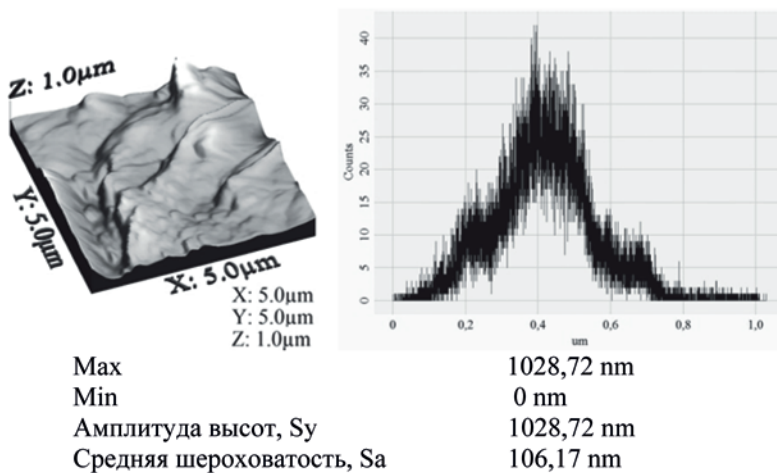 Z: 1.0µm
Y: 5.0µm
X: 5.0µm
X: 5.0µm
Y: 5.0µm
Z: 1.0µm
Counts
40
35
30
25
20
15
10
5
0
0 0,2 0,4 0,6 0,8 1,0
um
Max 1028,72 nm
Min 0 nm
Амплитуда высот, Sy 1028,72 nm
Средняя шероховатость, Sa 106,17 nm